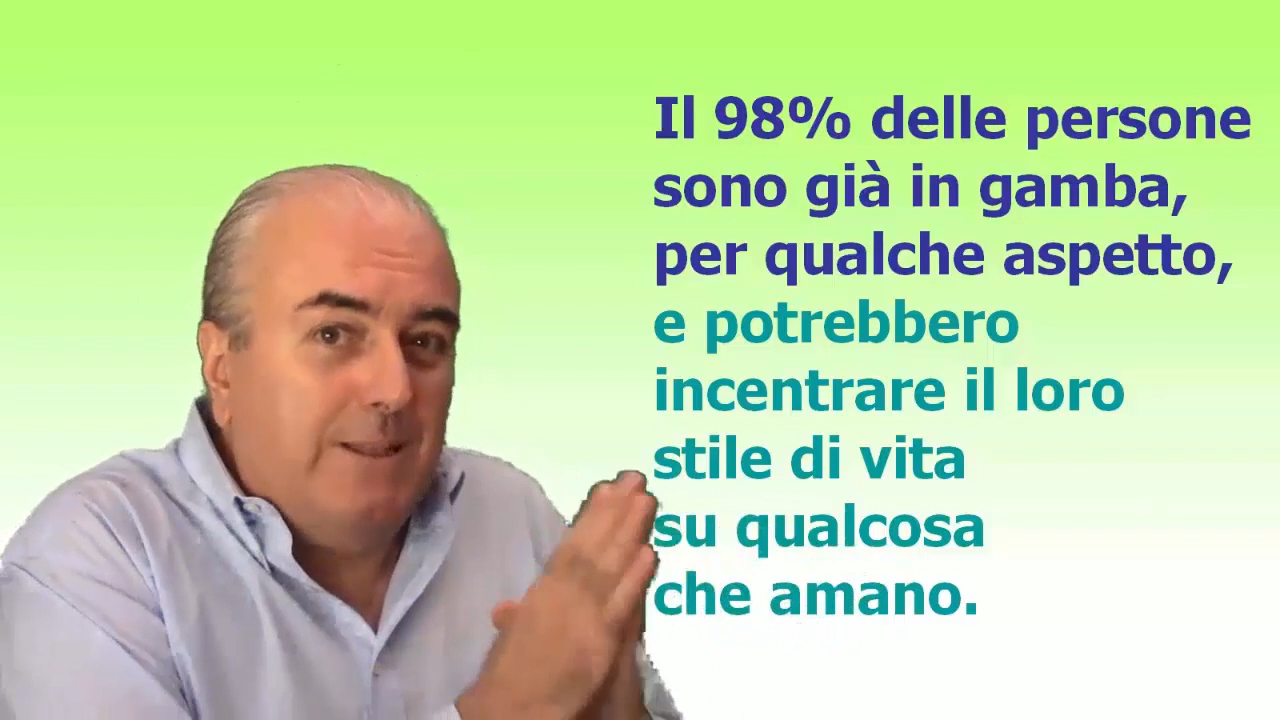 Il 98% delle persone
sono già in gamba,
per qualche aspetto,
e potrebbero
incentrare il loro
stile di vita
su qualcosa
che amano.